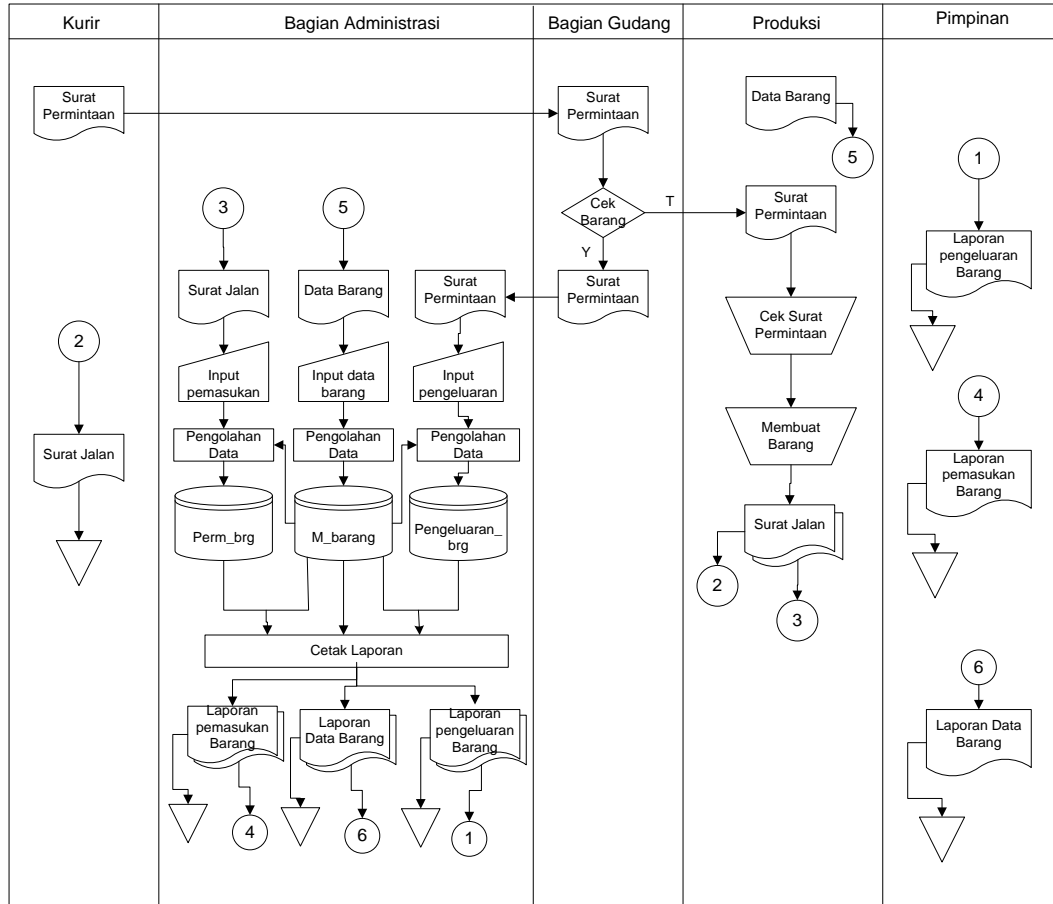 Kurir
Bagian Administrasi
Bagian Gudang
Produksi
Pimpinan
Surat
Permintaan
2
Surat Jalan
3
5
Surat Jalan
Data Barang
Surat
Permintaan
Input
pemasukan
Input data
barang
Input
pengeluaran
Pengolahan
Data
Pengolahan
Data
Pengolahan
Data
Perm_brg
M_barang
Pengeluaran_
brg
Cetak Laporan
Laporan
pemasukan
Barang
Laporan
Data Barang
Laporan
pengeluaran
Barang
4
6
1
Surat
Permintaan
Cek
Barang
T
Y
Surat
Permintaan
Data Barang
5
Surat
Permintaan
Cek Surat
Permintaan
Membuat
Barang
Surat Jalan
2
3
1
Laporan
pengeluaran
Barang
4
Laporan
pemasukan
Barang
6
Laporan Data
Barang